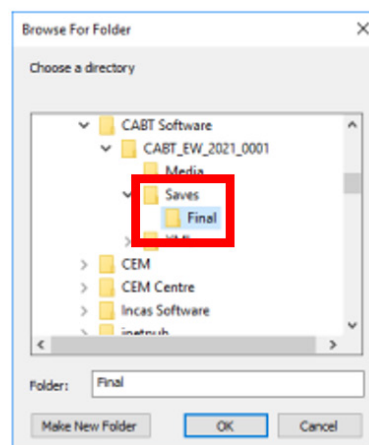 Browse For Folder
Choose a directory
CABT Software
CABT_EW_2021_0001
Media
Saves
Final
CEM
CEM Centre
Incas Software
inetpub
Folder: Final
Make New Folder OK Cancel